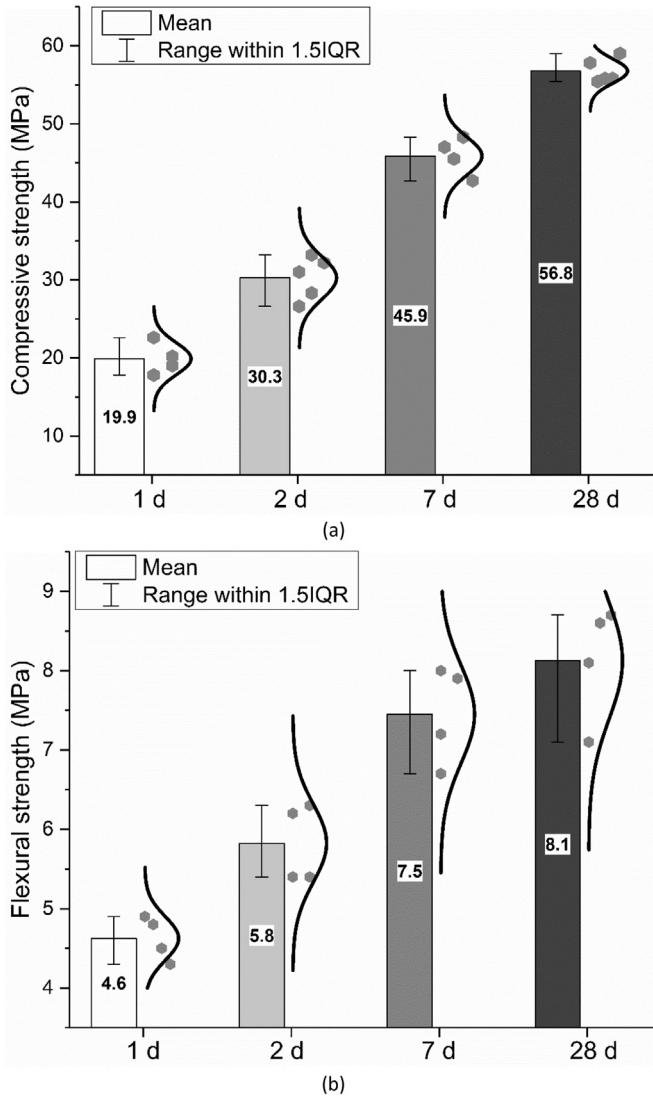 Mean
Range within 1.5IQR
Compressive strength (MPa)
60
50
40
30
20
10
19.9
30.3
45.9
56.8
1 d
2 d
7 d
28 d
(a)
Mean
Range within 1.5IQR
Flexural strength (MPa)
9
8
7
6
5
4
4.6
5.8
7.5
8.1
1 d
2 d
7 d
28 d
(b)